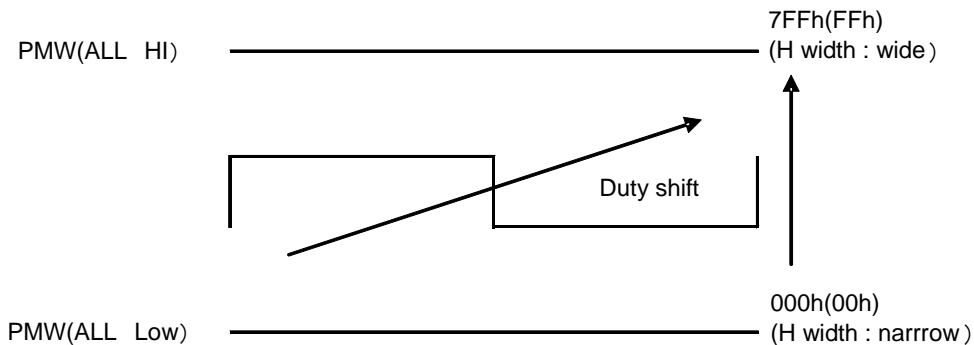 7FFh(FFh)
PMW(ALL HI) (H width : wide)
Duty shift
000h(00h)
PMW(ALL Low) (H width : narrrow)